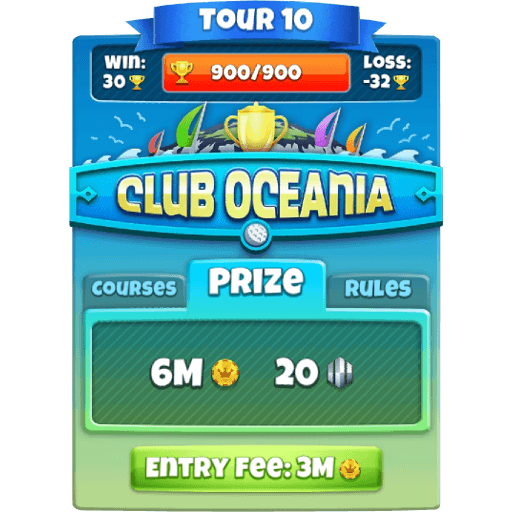 TOUR 10
WIN:
30
900/900
LOSS:
-32
CLUB OCEANIA
COURSES
PRIZE
RULES
6M 20
ENTRY FEE: 3M